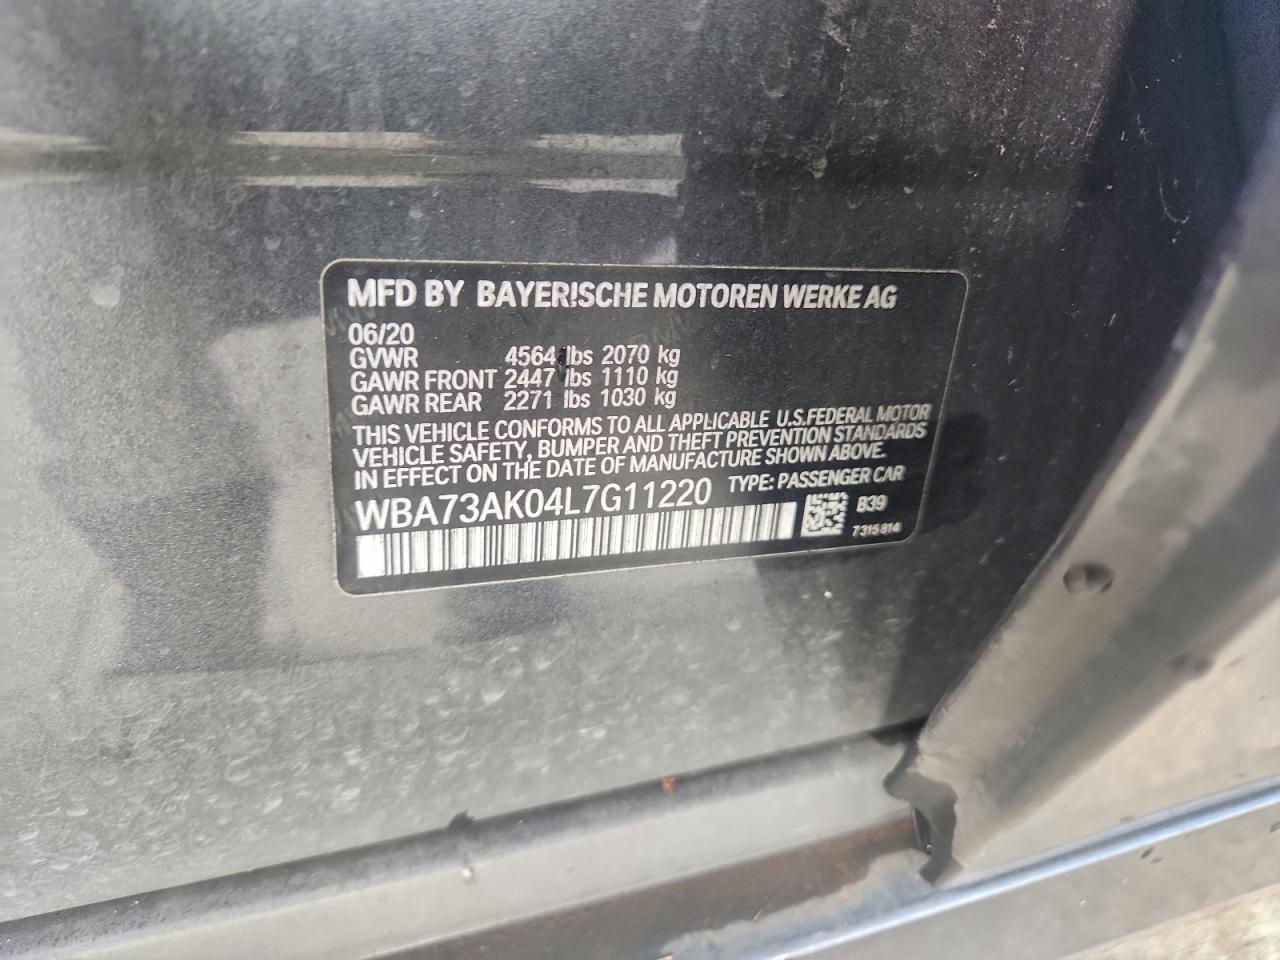 MFD BY BAYERISCHE MOTOREN WERKE AG
06/20
GVWR 4564 lbs 2070 kg
GAWR FRONT 2447 lbs 1110 kg
GAWR REAR 2271 lbs 1030 kg
THIS VEHICLE CONFORMS TO ALL APPLICABLE U.S.FEDERAL MOTOR
VEHICLE SAFETY, BUMPER AND THEFT PREVENTION STANDARDS
IN EFFECT ON THE DATE OF MANUFACTURE SHOWN ABOVE.
WBA73AK04L7G11220 TYPE: PASSENGER CAR
B39
7315814